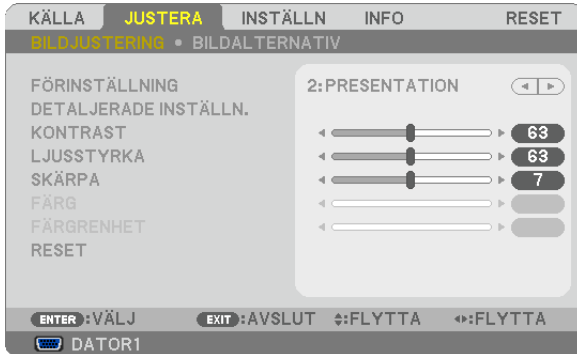 KÄLLA JUSTERA INSTÄLLN INFO RESET
BILDJUSTERING • BILDALTERNATIV
FÖRINSTÄLLNING 2:PRESENTATION
DETALJERADE INSTÄLLN.
KONTRAST 63
LJUSSTYRKA 63
SKÄRPA 7
FÄRG
FÄRGRENHET
RESET
ENTER :VÄLJ EXIT :AVSLUT :FLYTTA :FLYTTA
DATOR1